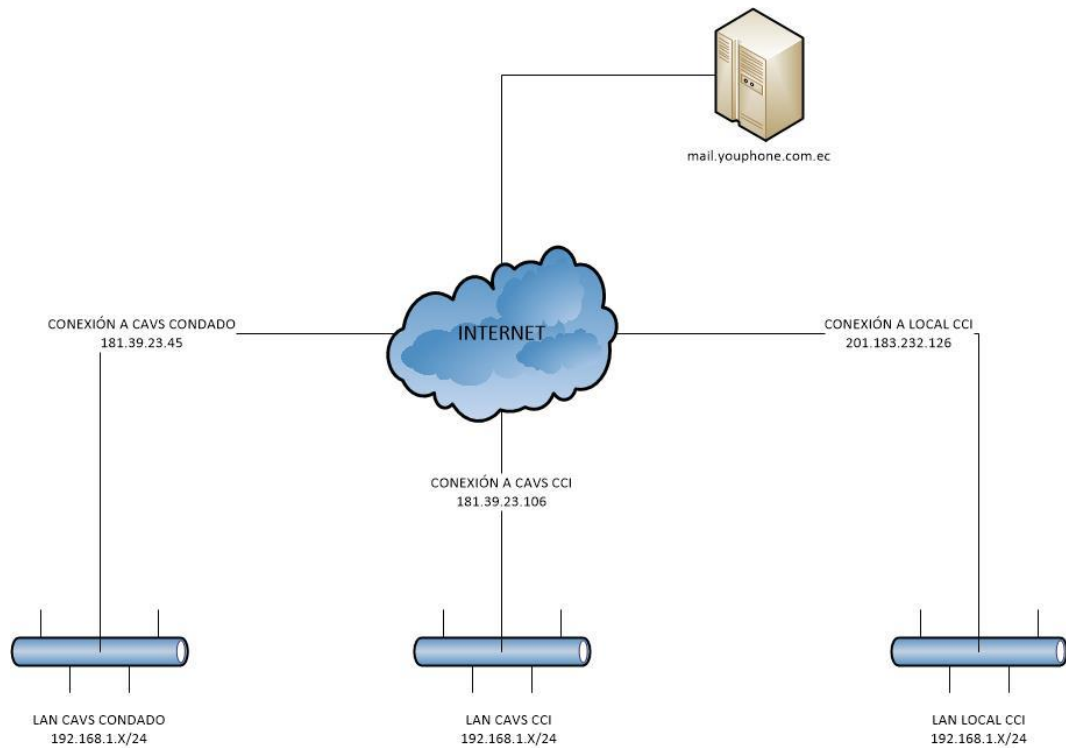 mail.youphone.com.ec
INTERNET
CONEXIÓN A CAVS CONDADO
181.39.23.45
CONEXIÓN A LOCAL CCI
201.183.232.126
CONEXIÓN A CAVS CCI
181.39.23.106
LAN CAVS CONDADO
192.168.1.X/24
LAN CAVS CCI
192.168.1.X/24
LAN LOCAL CCI
192.168.1.X/24